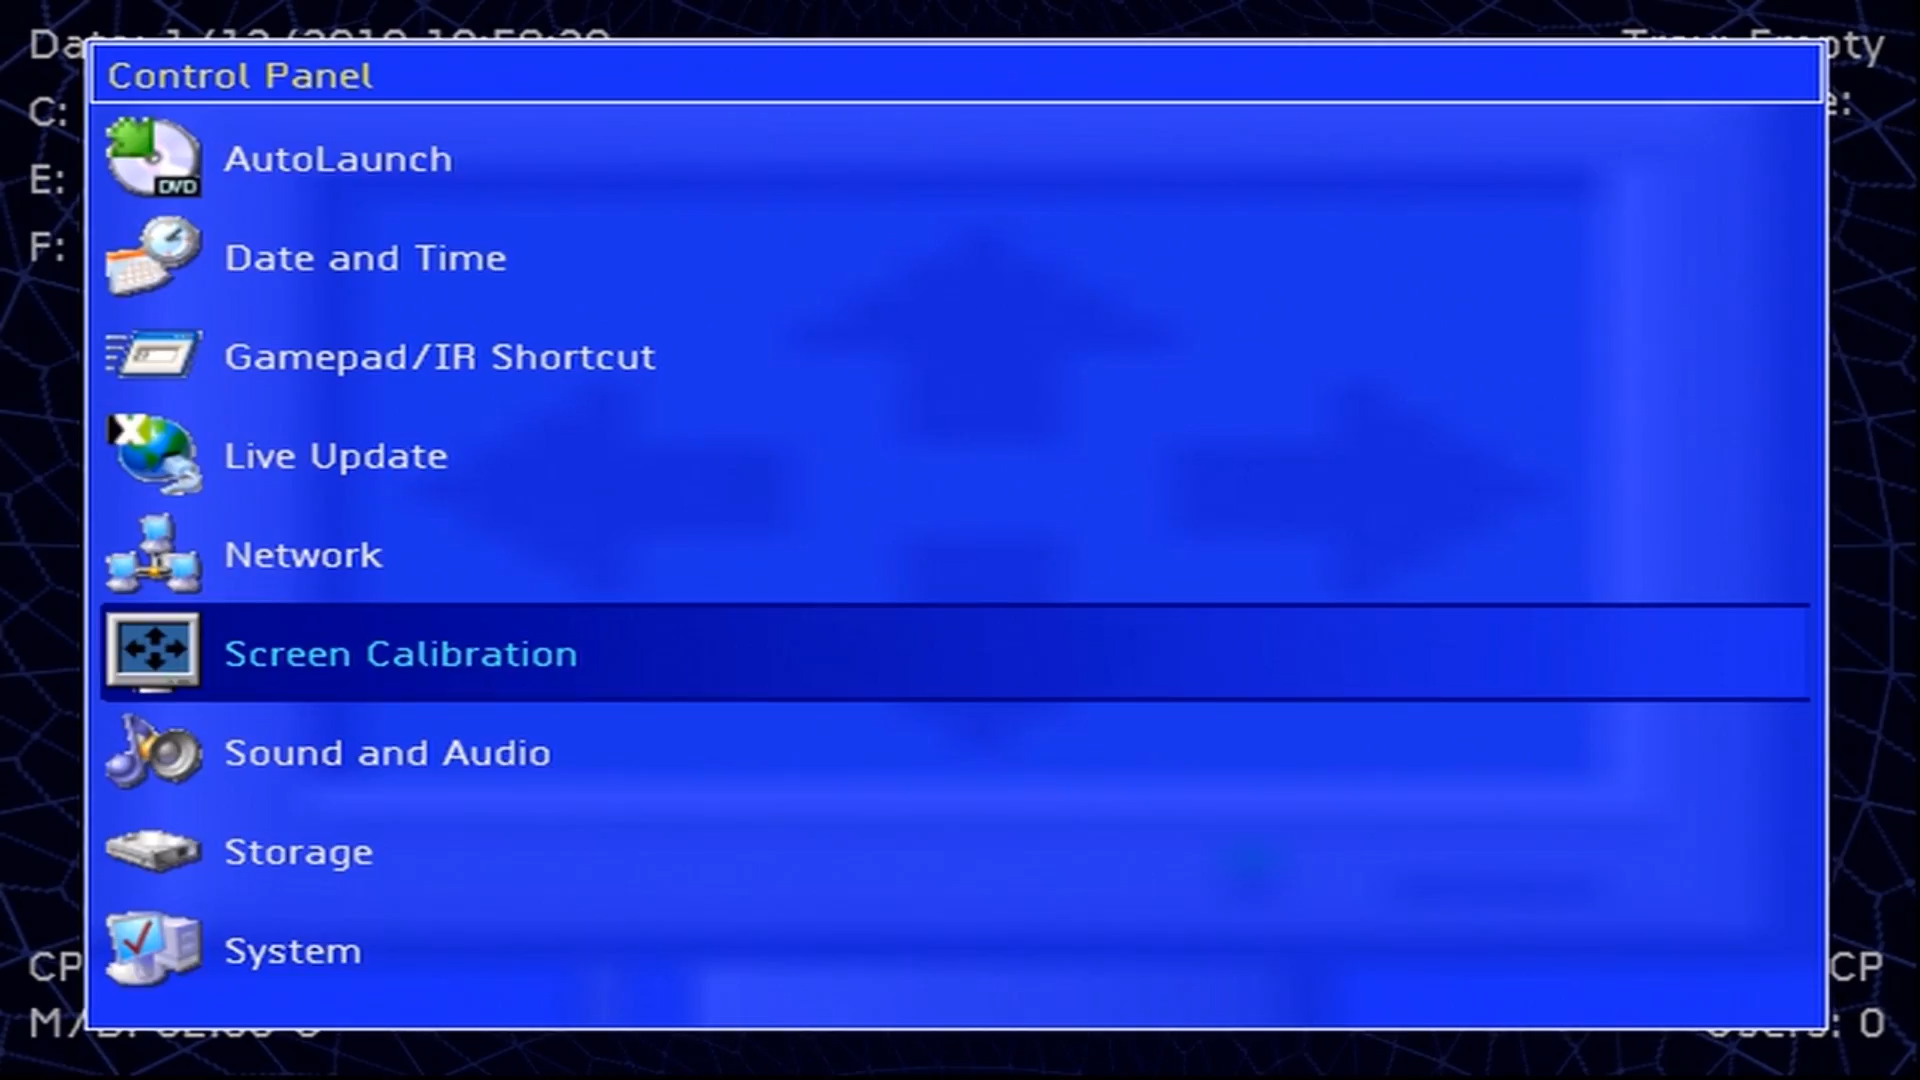 Control Panel
C:
AutoLaunch
DVD
E:
Date and Time
F:
Gamepad/IR Shortcut
Live Update
Network
Screen Calibration
Sound and Audio
Storage
System